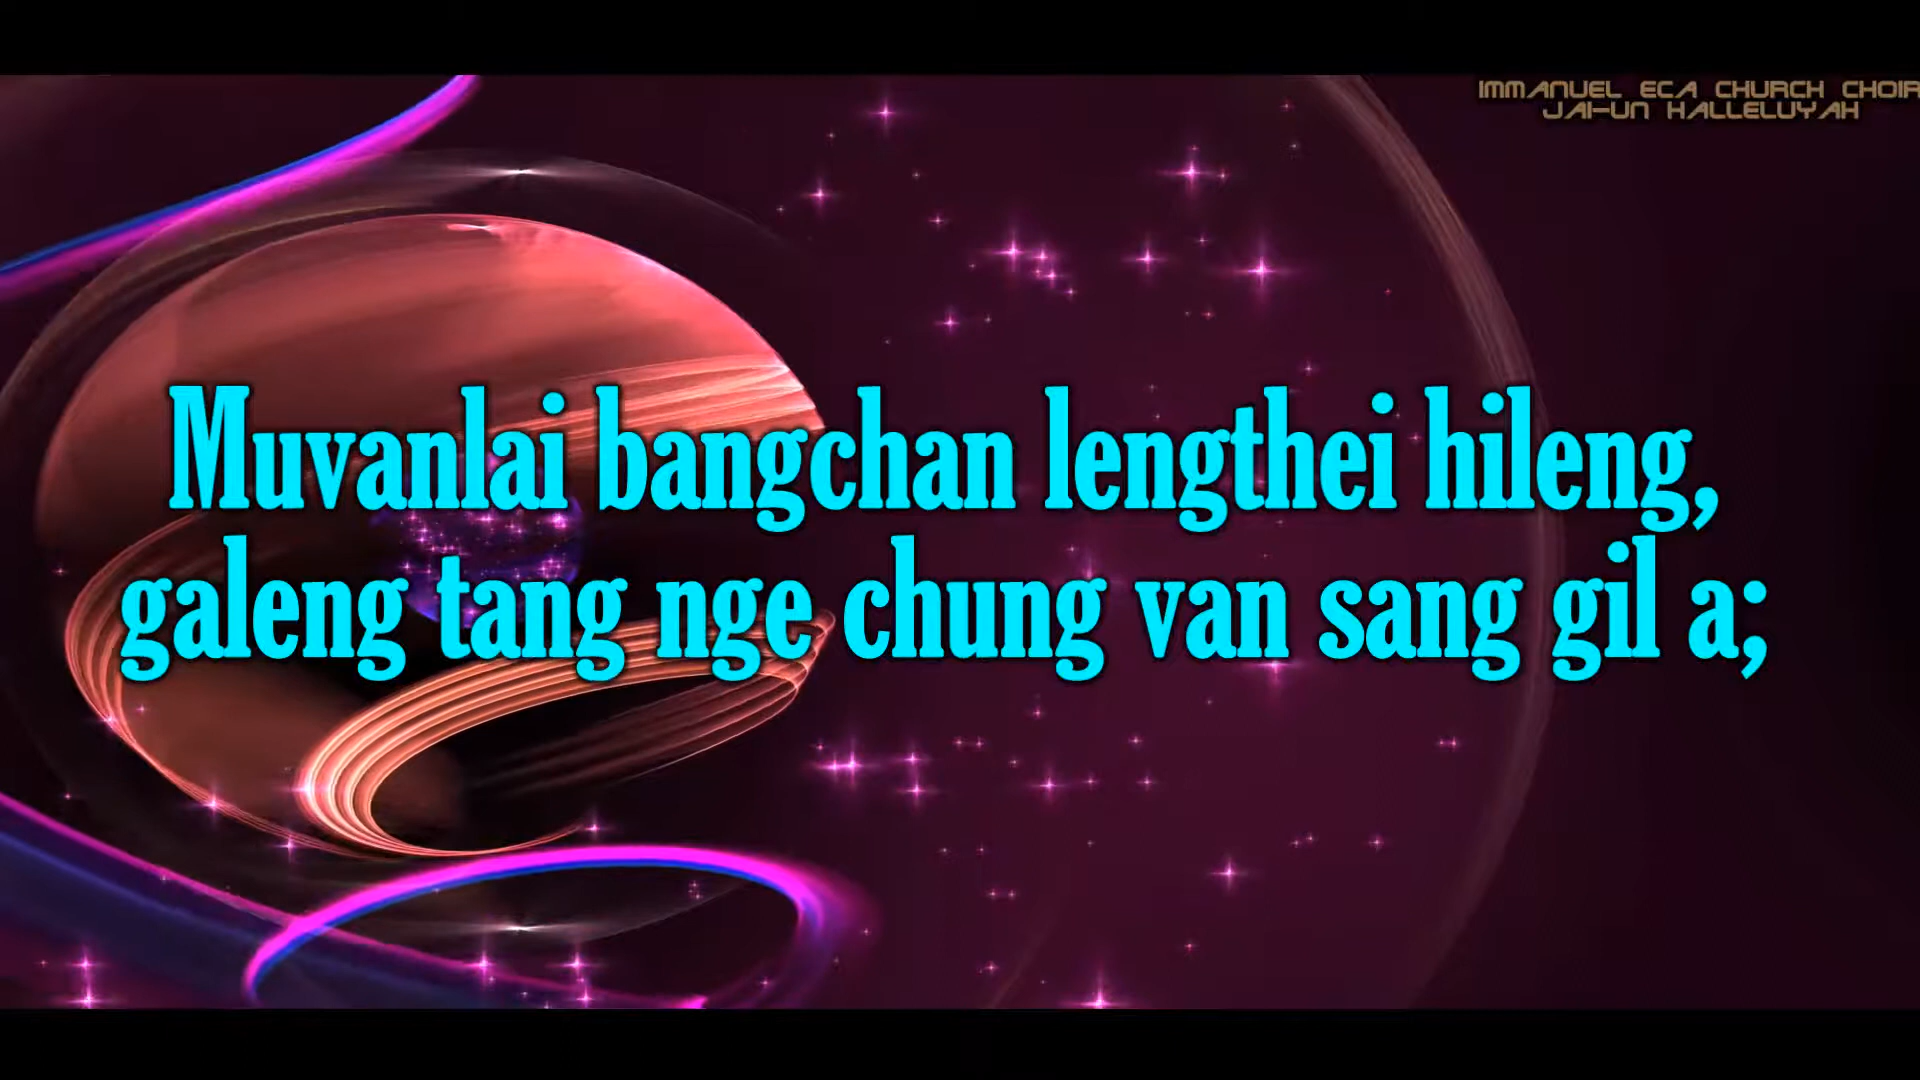 IMMANUEL ECA CHURCH CHOIR
JAI-UN HALLELUYAH
Muvanlai bangchan lengthei hileng,
galeng tang nge chung van sang gil a;